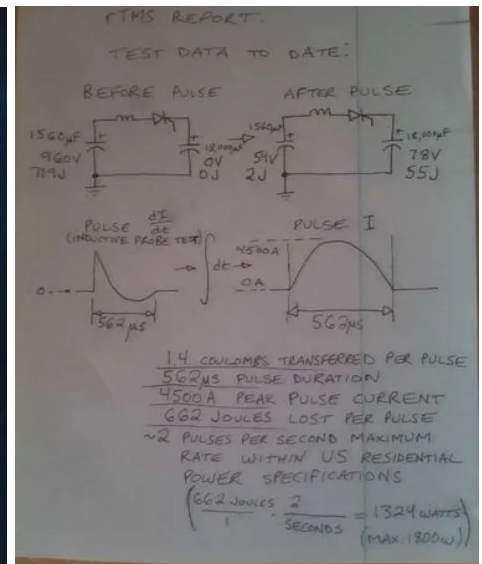 rTMS REPORT.
TEST DATA TO DATE:
BEFORE PULSE
AFTER PULSE
1560µF
960V
719J
+
18,000µF
0V
0J
1560µF
54V
2J
+
18,000µF
78V
55J
PULSE dI/dt
(INDUCTIVE PROBE TEST)
PULSE I
0
562µs
∫ dt
4500A
0A
562µs
1.4 COULOMBS TRANSFERRED PER PULSE
562µs PULSE DURATION
4500A PEAK PULSE CURRENT
662 JOULES LOST PER PULSE
~2 PULSES PER SECOND MAXIMUM
RATE WITHIN US RESIDENTIAL
POWER SPECIFICATIONS
(662 JOULES/1 · 2/SECONDS = 1324 WATTS)
(MAX 1800W)